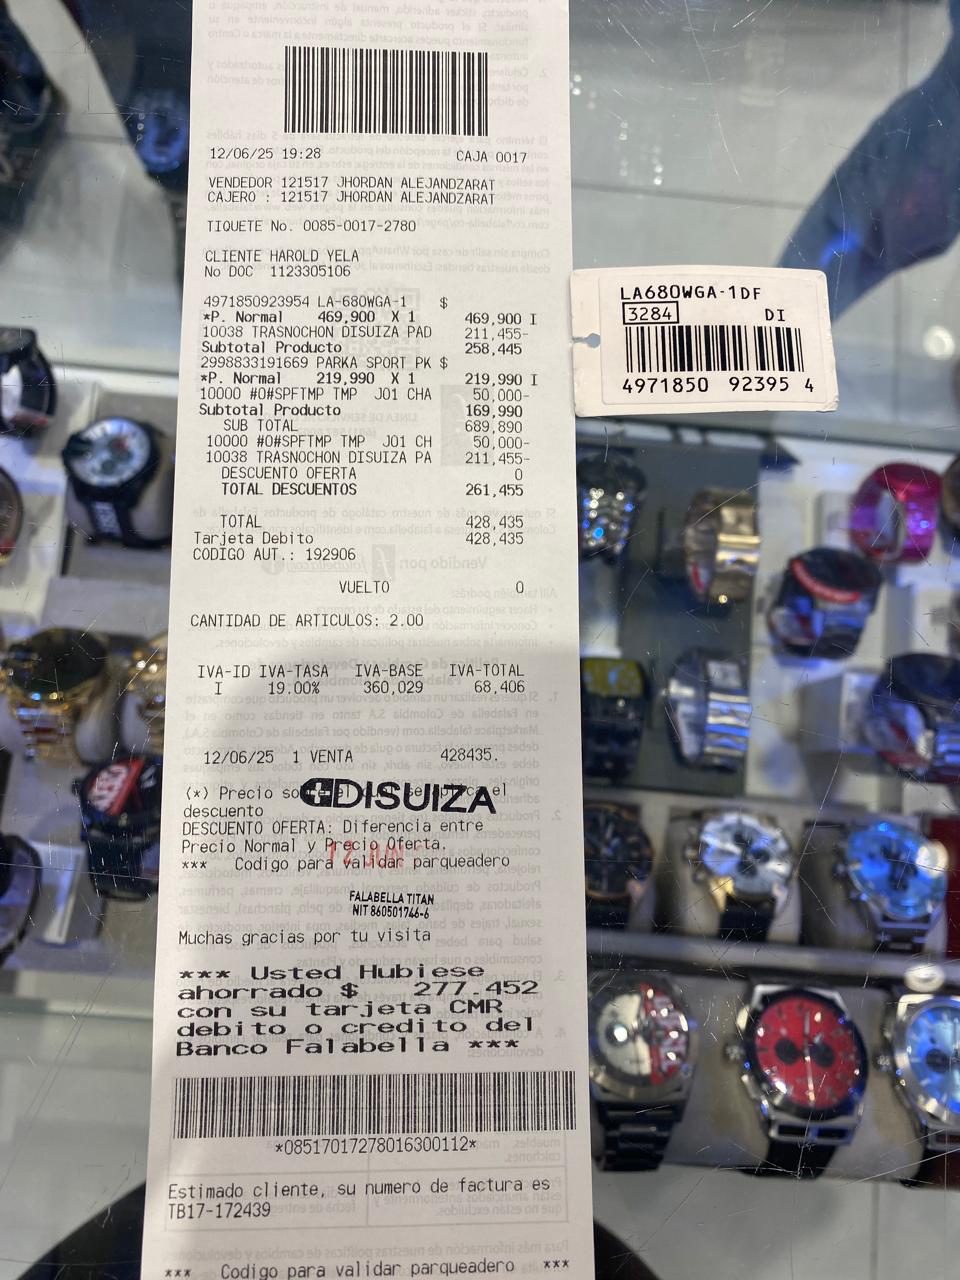 12/06/25 19:28 CAJA 0017
VENDEDOR 121517 JHORDAN ALEJANDZARAT
CAJERO : 121517 JHORDAN ALEJANDZARAT
TIQUETE No. 0085-0017-2780
CLIENTE HAROLD YELA
No DOC 1123305106
4971850923954 LA-680WGA-1 $
*P. Normal 469,900 X 1 469,900 I
10038 TRASNOCHON DISUIZA PAD 211,455-
Subtotal Producto 258,445
2998833191669 PARKA SPORT PK $
*P. Normal 219,990 X 1 219,990 I
10000 #0#SPFTMP TMP J01 CHA 50,000-
Subtotal Producto 169,990
SUB TOTAL 689,890
10000 #0#SPFTMP TMP J01 CH 50,000-
10038 TRASNOCHON DISUIZA PA 211,455-
DESCUENTO OFERTA 0
TOTAL DESCUENTOS 261,455
TOTAL 428,435
Tarjeta Debito 428,435
CODIGO AUT.: 192906
VUELTO 0
CANTIDAD DE ARTICULOS: 2.00
IVA-ID IVA-TASA IVA-BASE IVA-TOTAL
I 19.00% 360,029 68,406
12/06/25 1 VENTA 428435.
(*) Precio el
DISUIZA
descuento
DESCUENTO OFERTA: Diferencia entre
Precio Normal y Precio Oferta.
12 JUN
*** Codigo para validar parqueadero
FALABELLA TITAN
NIT 860501746-6
Muchas gracias por tu visita
*** Usted Hubiese
ahorrado $ 277.452
con su tarjeta CMR
debito o credito del
Banco Falabella ***
*08517017278016300112*
Estimado cliente, su numero de factura es
TB17-172439
*** Codigo para validar parqueadero ***
LA680WGA-1DF
3284 DI
4971850 92395 4